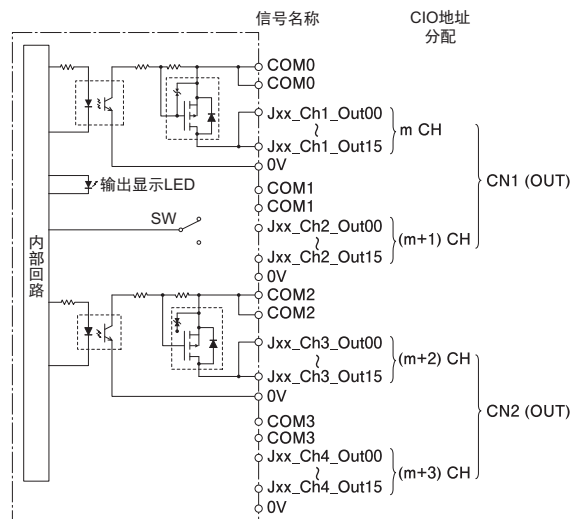 信号名称
CIO地址
分配
COM0
COM0
Jxx_Ch1_Out00
~
Jxx_Ch1_Out15
m CH
0V
COM1
COM1
CN1 (OUT)
输出显示LED
SW
Jxx_Ch2_Out00
~
Jxx_Ch2_Out15
(m+1) CH
0V
内部回路
COM2
COM2
Jxx_Ch3_Out00
~
Jxx_Ch3_Out15
(m+2) CH
0V
CN2 (OUT)
COM3
COM3
Jxx_Ch4_Out00
~
Jxx_Ch4_Out15
(m+3) CH
0V